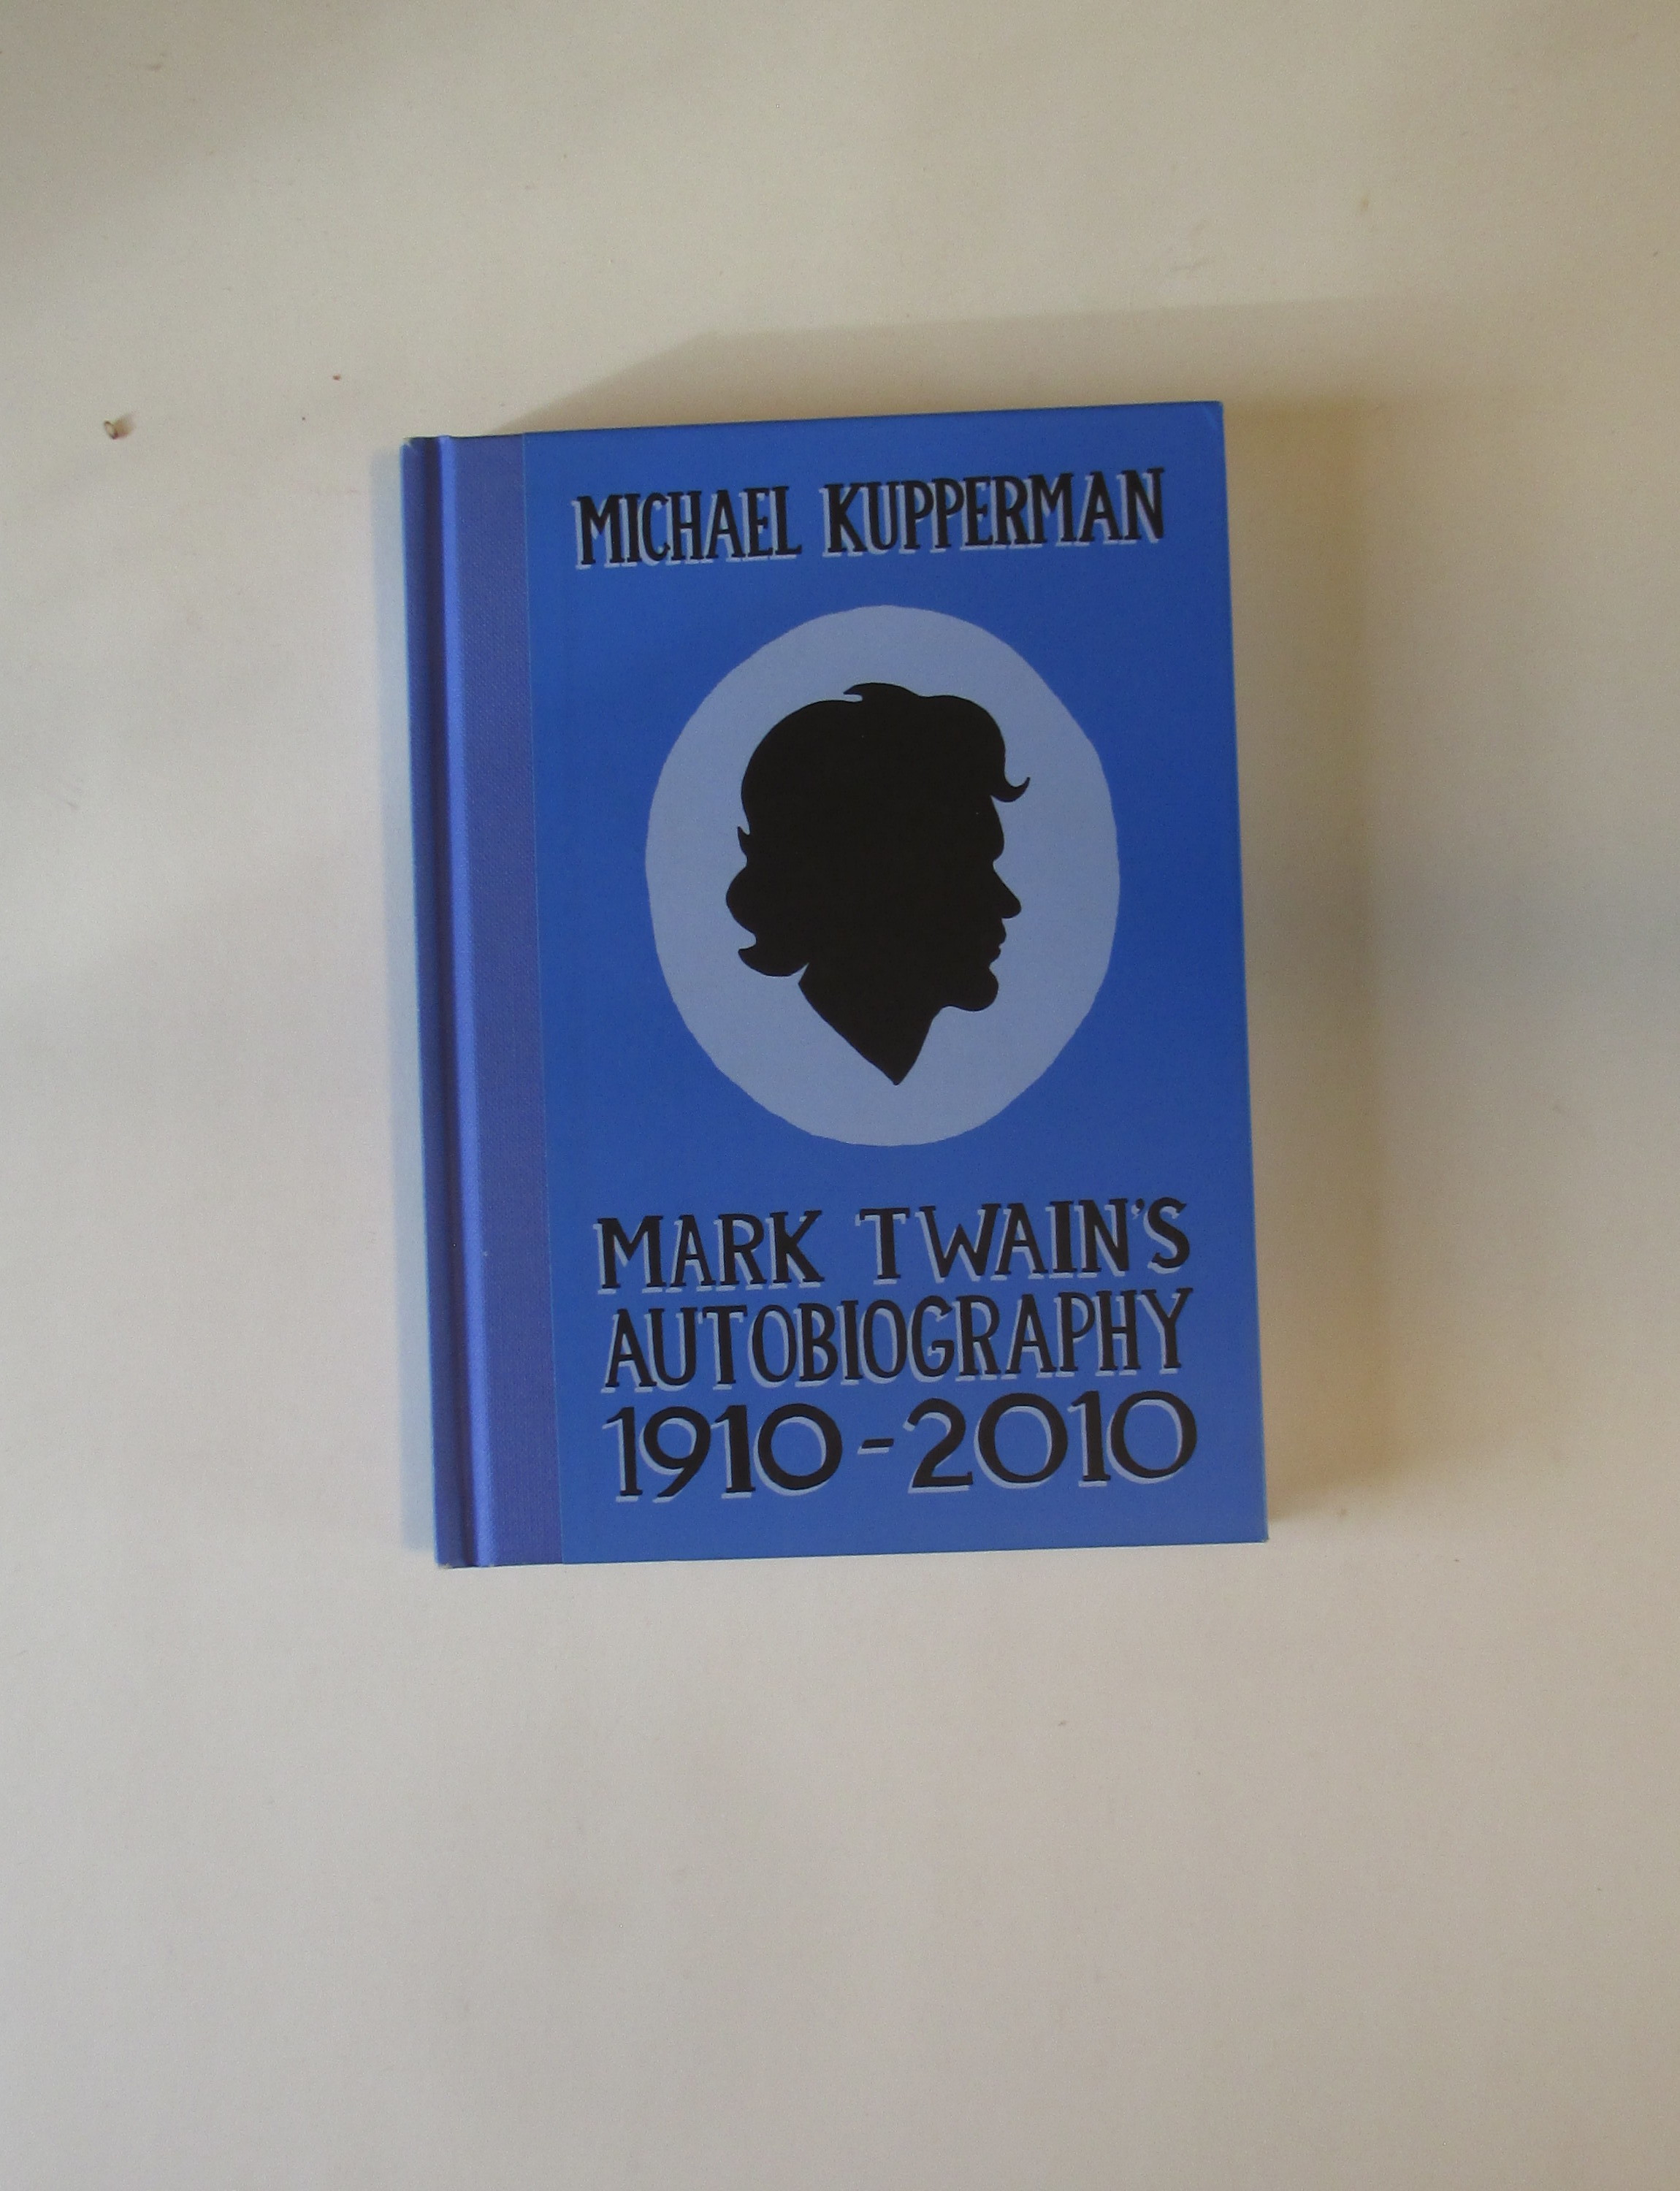 MICHAEL KUPPERMAN
MARK TWAIN'S
AUTOBIOGRAPHY
1910-2010